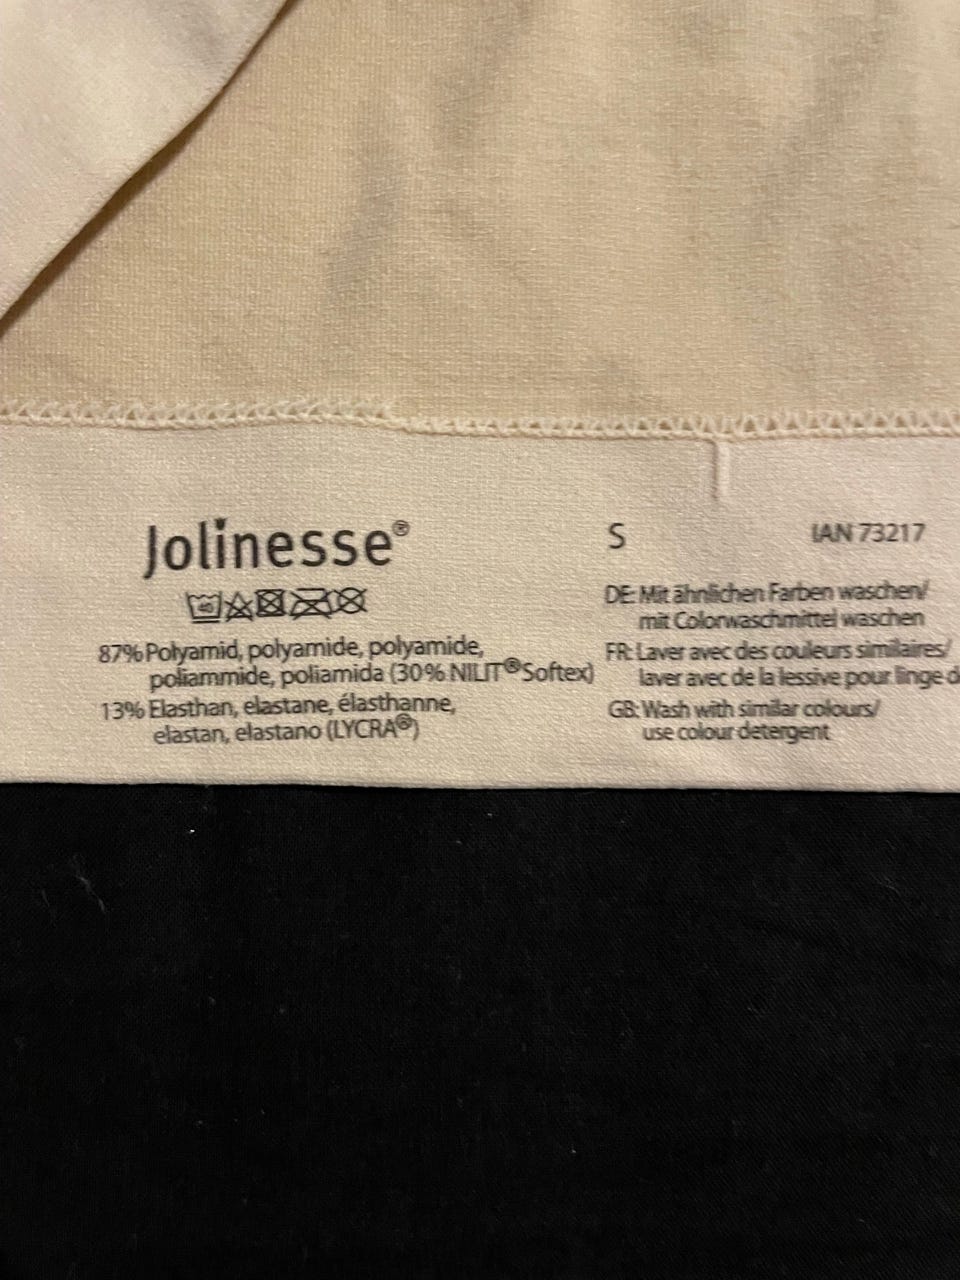 Jolinesse®
40
87% Polyamid, polyamide, polyamide,
poliammide, poliamida (30% NILIT® Softex)
13% Elasthan, elastane, élasthanne,
elastan, elastano (LYCRA®)
S
IAN 73217
DE: Mit ähnlichen Farben waschen/
mit Colorwaschmittel waschen
FR: Laver avec des couleurs similaires/
laver avec de la lessive pour linge
GB: Wash with similar colours/
use colour detergent